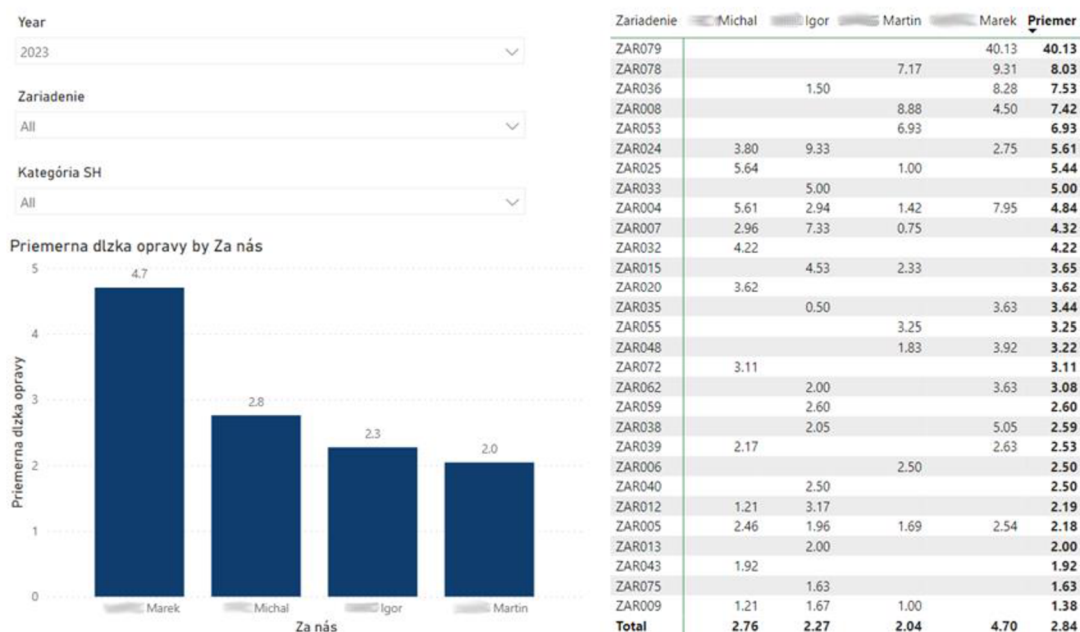 Year
2023
Zariadenie
All
Kategória SH
All
Priemerna dlzka opravy by Za nás
Priemerna dlzka opravy
5
4
3
2
1
0
4.7
2.8
2.3
2.0
Marek Michal Igor Martin
Za nás
Zariadenie Michal Igor Martin Marek Priemer
ZAR079 40.13 40.13
ZAR078 7.17 9.31 8.03
ZAR036 1.50 8.28 7.53
ZAR008 8.88 4.50 7.42
ZAR053 6.93 6.93
ZAR024 3.80 9.33 2.75 5.61
ZAR025 5.64 1.00 5.44
ZAR033 5.00 5.00
ZAR004 5.61 2.94 1.42 7.95 4.84
ZAR007 2.96 7.33 0.75 4.32
ZAR032 4.22 4.22
ZAR015 4.53 2.33 3.65
ZAR020 3.62 3.62
ZAR035 0.50 3.63 3.44
ZAR055 3.25 3.25
ZAR048 1.83 3.92 3.22
ZAR072 3.11 3.11
ZAR062 2.00 3.63 3.08
ZAR059 2.60 2.60
ZAR038 2.05 5.05 2.59
ZAR039 2.17 2.63 2.53
ZAR006 2.50 2.50
ZAR040 2.50 2.50
ZAR012 1.21 3.17 2.19
ZAR005 2.46 1.96 1.69 2.54 2.18
ZAR013 2.00 2.00
ZAR043 1.92 1.92
ZAR075 1.63 1.63
ZAR009 1.21 1.67 1.00 1.38
Total 2.76 2.27 2.04 4.70 2.84